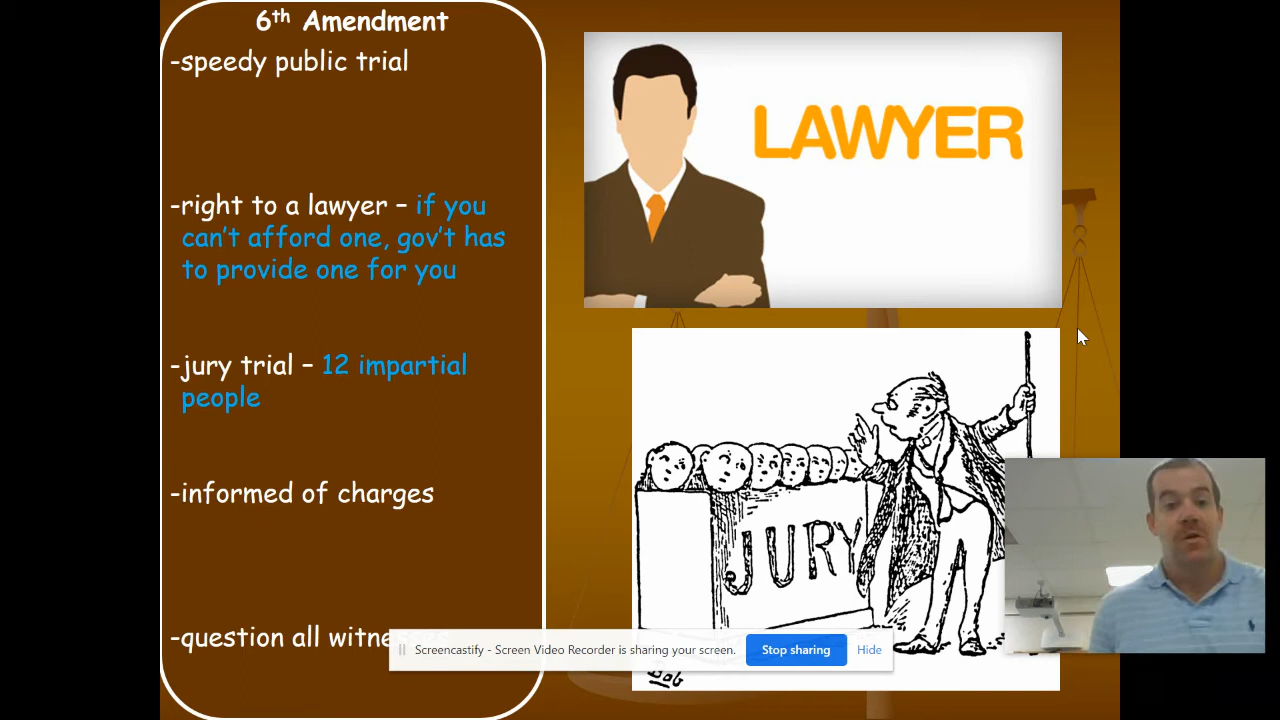 6th Amendment
-speedy public trial
-right to a lawyer – if you
can't afford one, gov't has
to provide one for you
-jury trial – 12 impartial
people
-informed of charges
-question all witnesses
LAWYER
JURY
Bob
Screencastify - Screen Video Recorder is sharing your screen.
Stop sharing
Hide